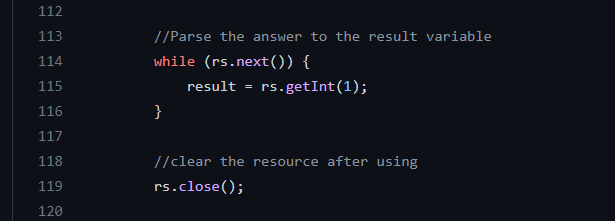 112
113 //Parse the answer to the result variable
114 while (rs.next()) {
115 result = rs.getInt(1);
116 }
117
118 //clear the resource after using
119 rs.close();
120